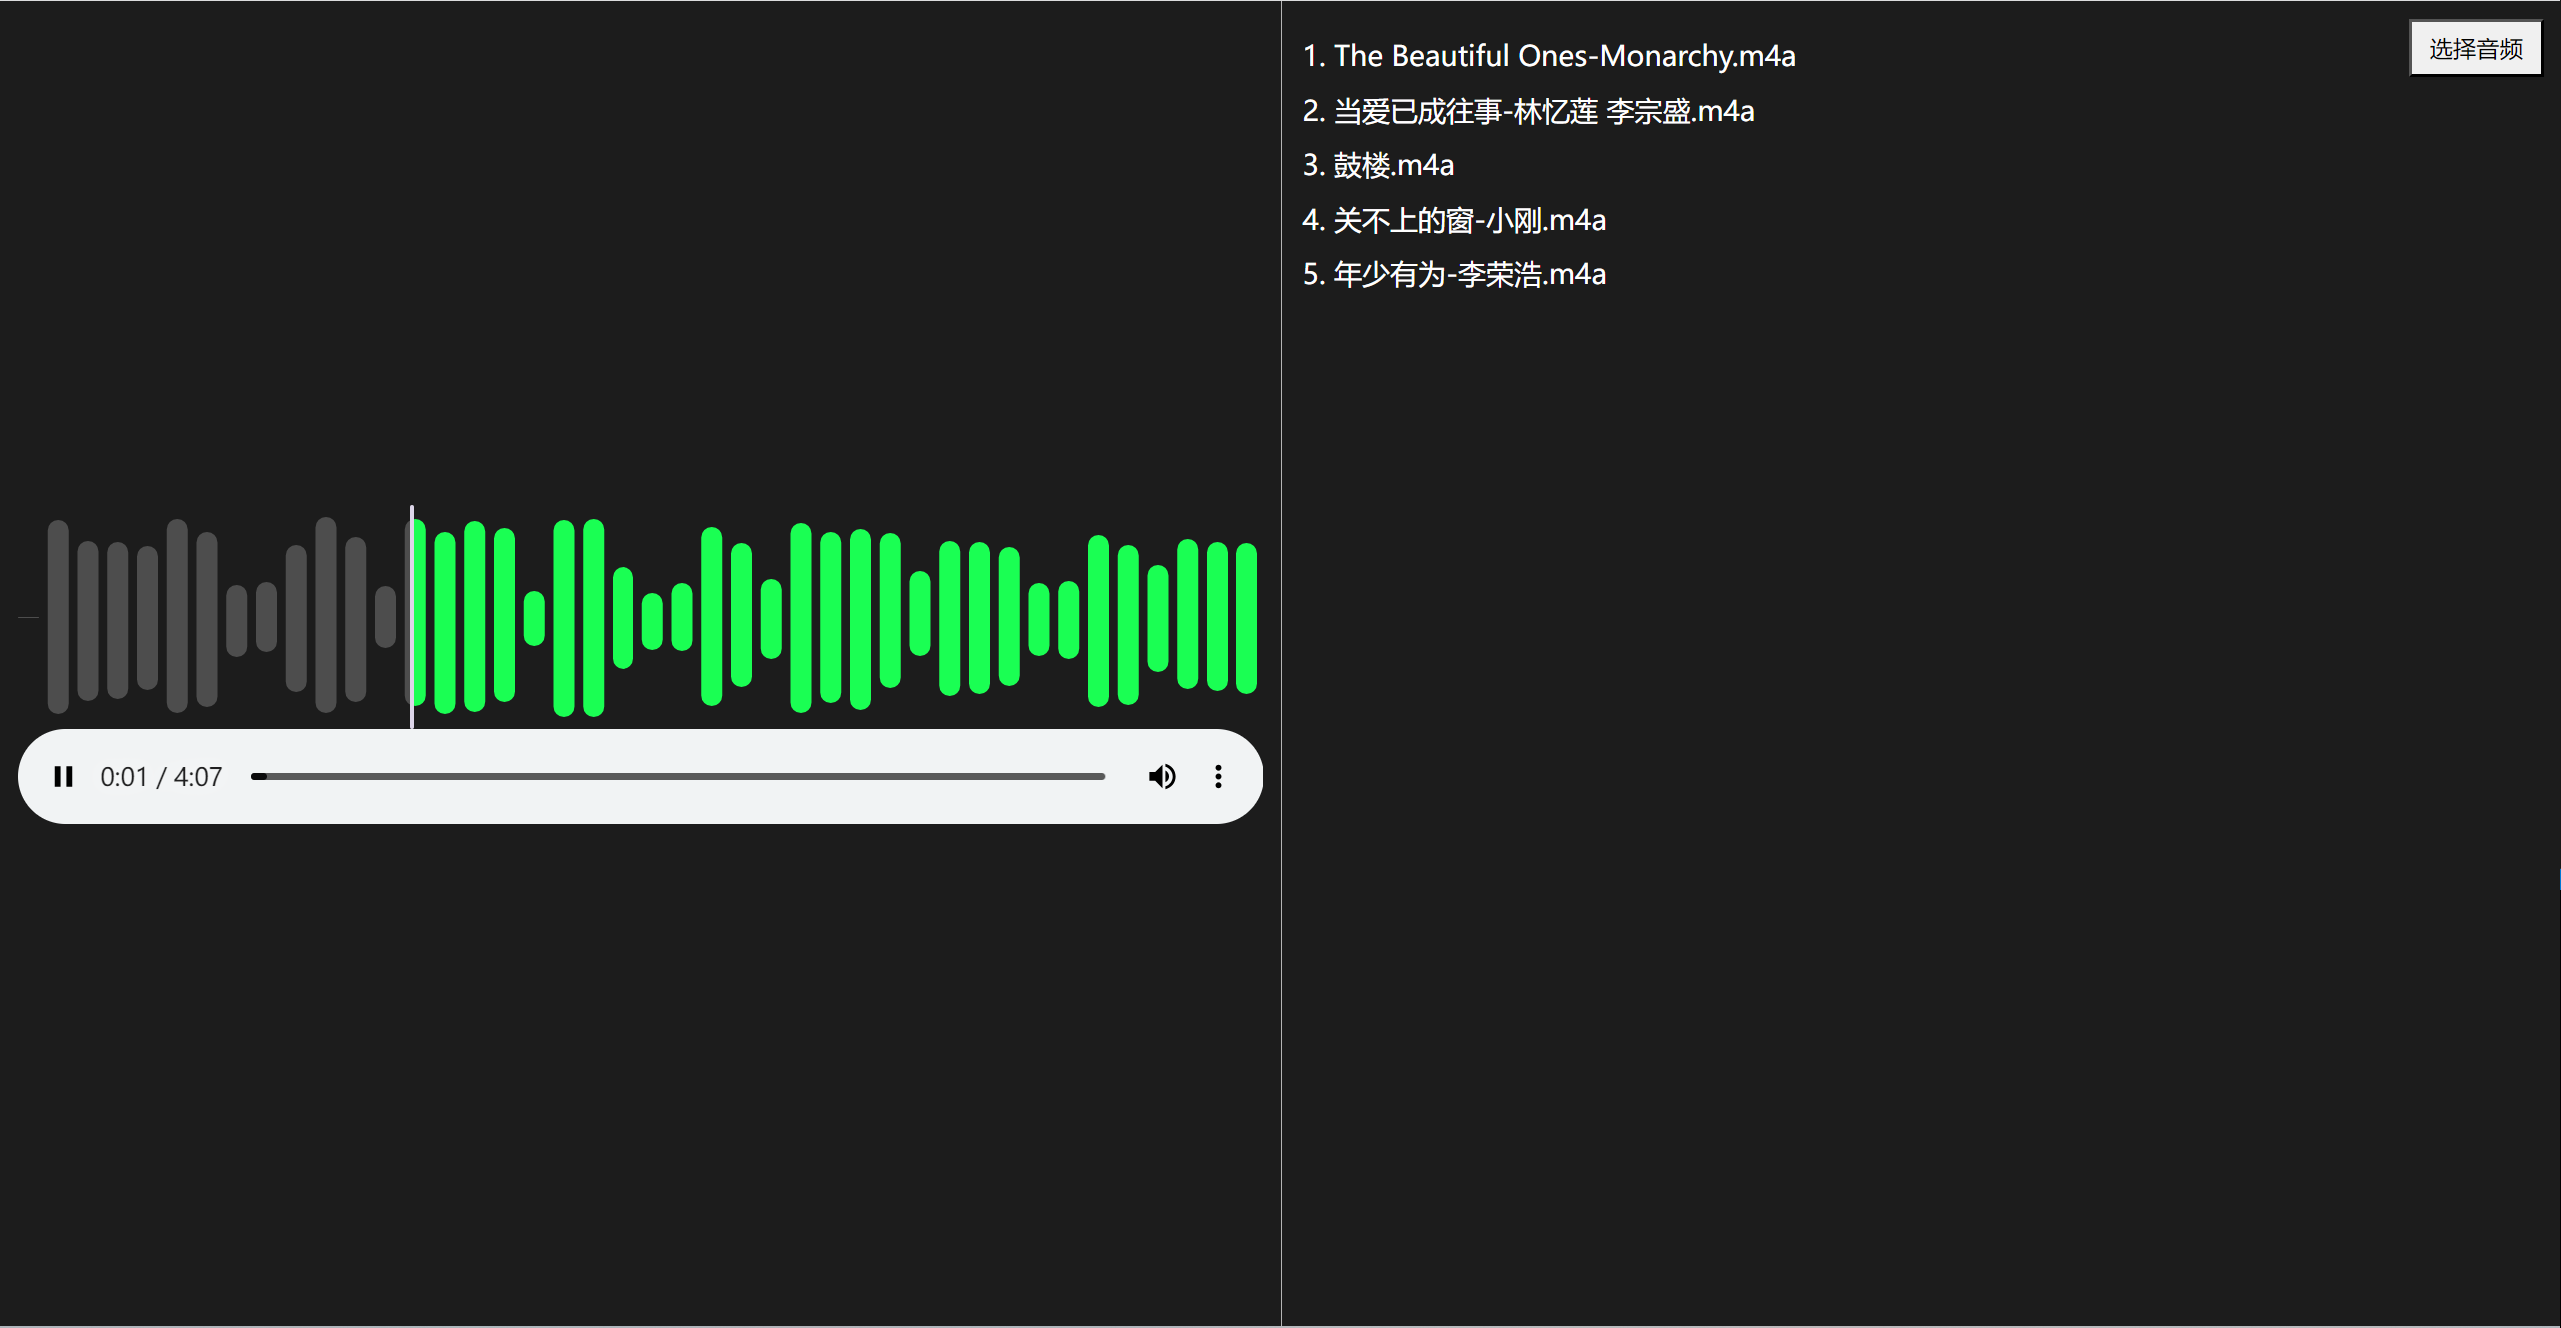 0:01 / 4:07
1. The Beautiful Ones-Monarchy.m4a
2. 当爱已成往事-林忆莲 李宗盛.m4a
3. 鼓楼.m4a
4. 关不上的窗-小刚.m4a
5. 年少有为-李荣浩.m4a
选择音频